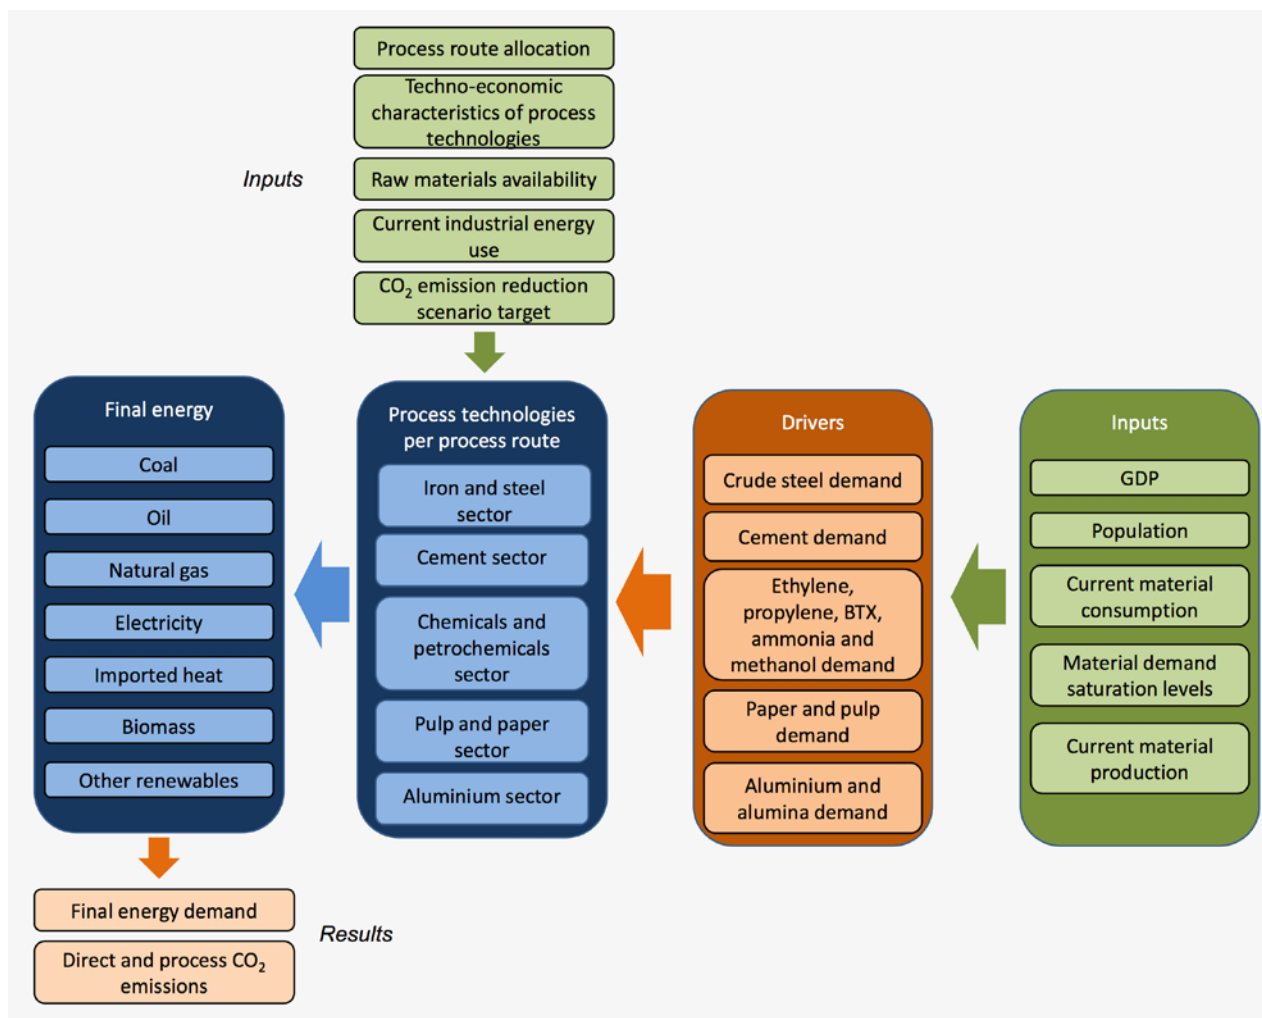 Process route allocation
Techno-economic
characteristics of process
technologies
Inputs
Raw materials availability
Current industrial energy
use
CO₂ emission reduction
scenario target
Final energy
Coal
Oil
Natural gas
Electricity
Imported heat
Biomass
Other renewables
Process technologies
per process route
Iron and steel
sector
Cement sector
Chemicals and
petrochemicals
sector
Pulp and paper
sector
Aluminium sector
Drivers
Crude steel demand
Cement demand
Ethylene,
propylene, BTX,
ammonia and
methanol demand
Paper and pulp
demand
Aluminium and
alumina demand
Inputs
GDP
Population
Current material
consumption
Material demand
saturation levels
Current material
production
Final energy demand
Results
Direct and process CO₂
emissions